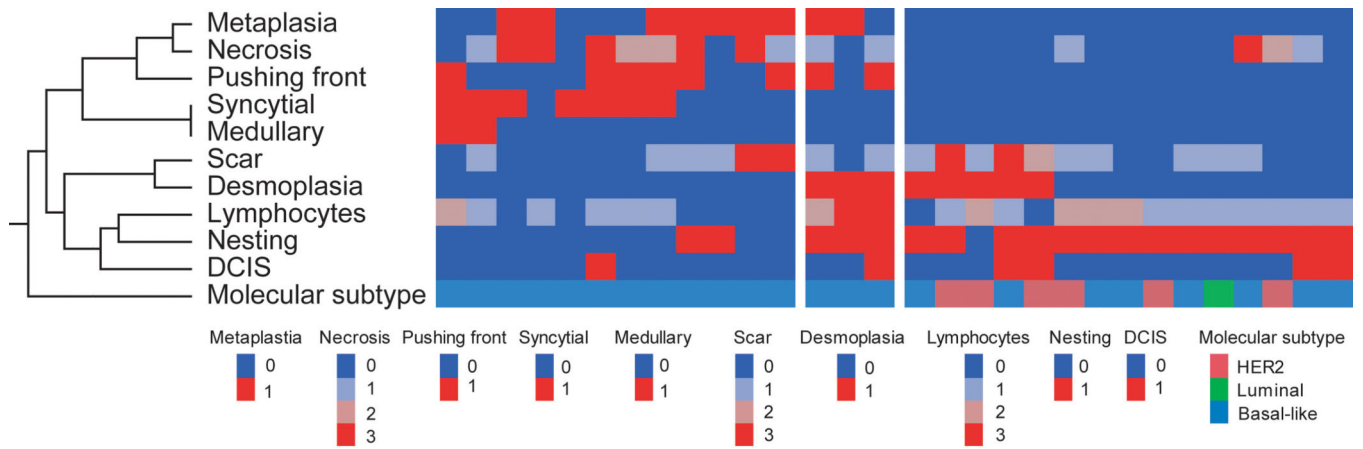 Metaplasia
Necrosis
Pushing front
Syncytial
Medullary
Scar
Desmoplasia
Lymphocytes
Nesting
DCIS
Molecular subtype
Metaplastia Necrosis Pushing front Syncytial Medullary Scar Desmoplasia Lymphocytes Nesting DCIS Molecular subtype
0 0 0 0 0 0 0 0 0 0 HER2
1 1 1 1 1 1 1 1 1 1 Luminal
2 2 2 Basal-like
3 3 3